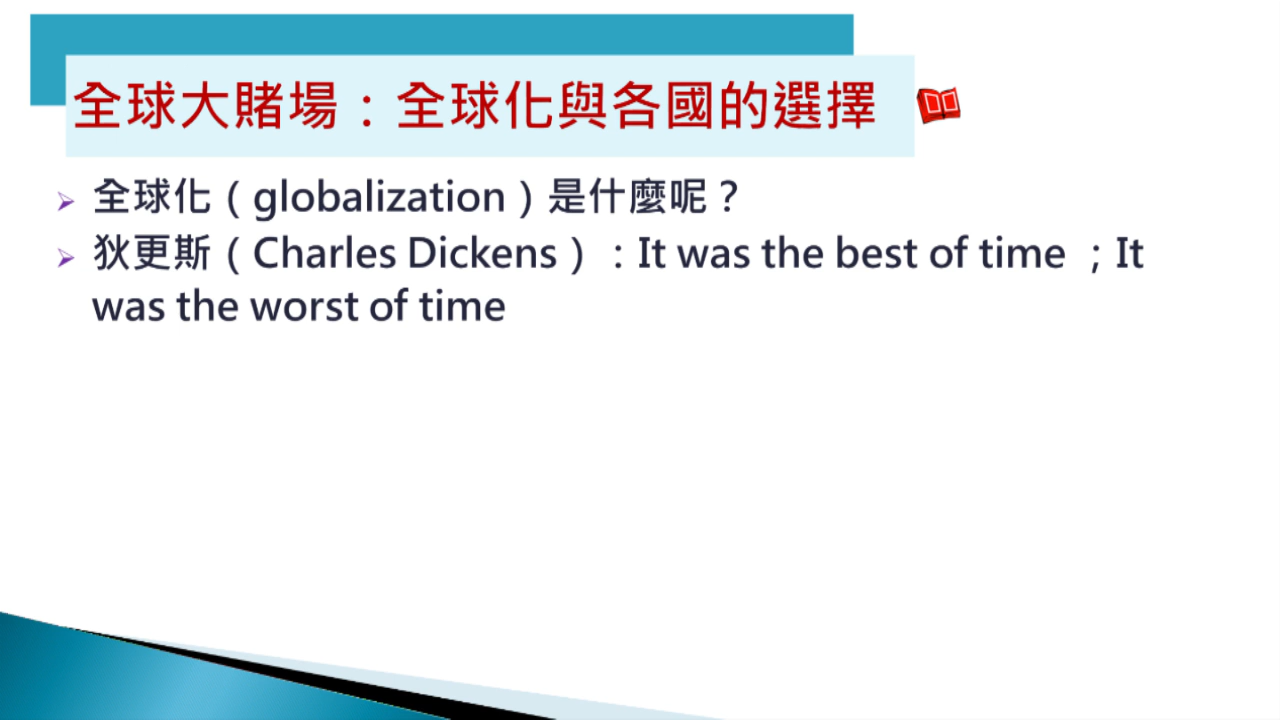 全球大賭場：全球化與各國的選擇
全球化（globalization）是什麼呢？
狄更斯（Charles Dickens）：It was the best of time ；It
was the worst of time